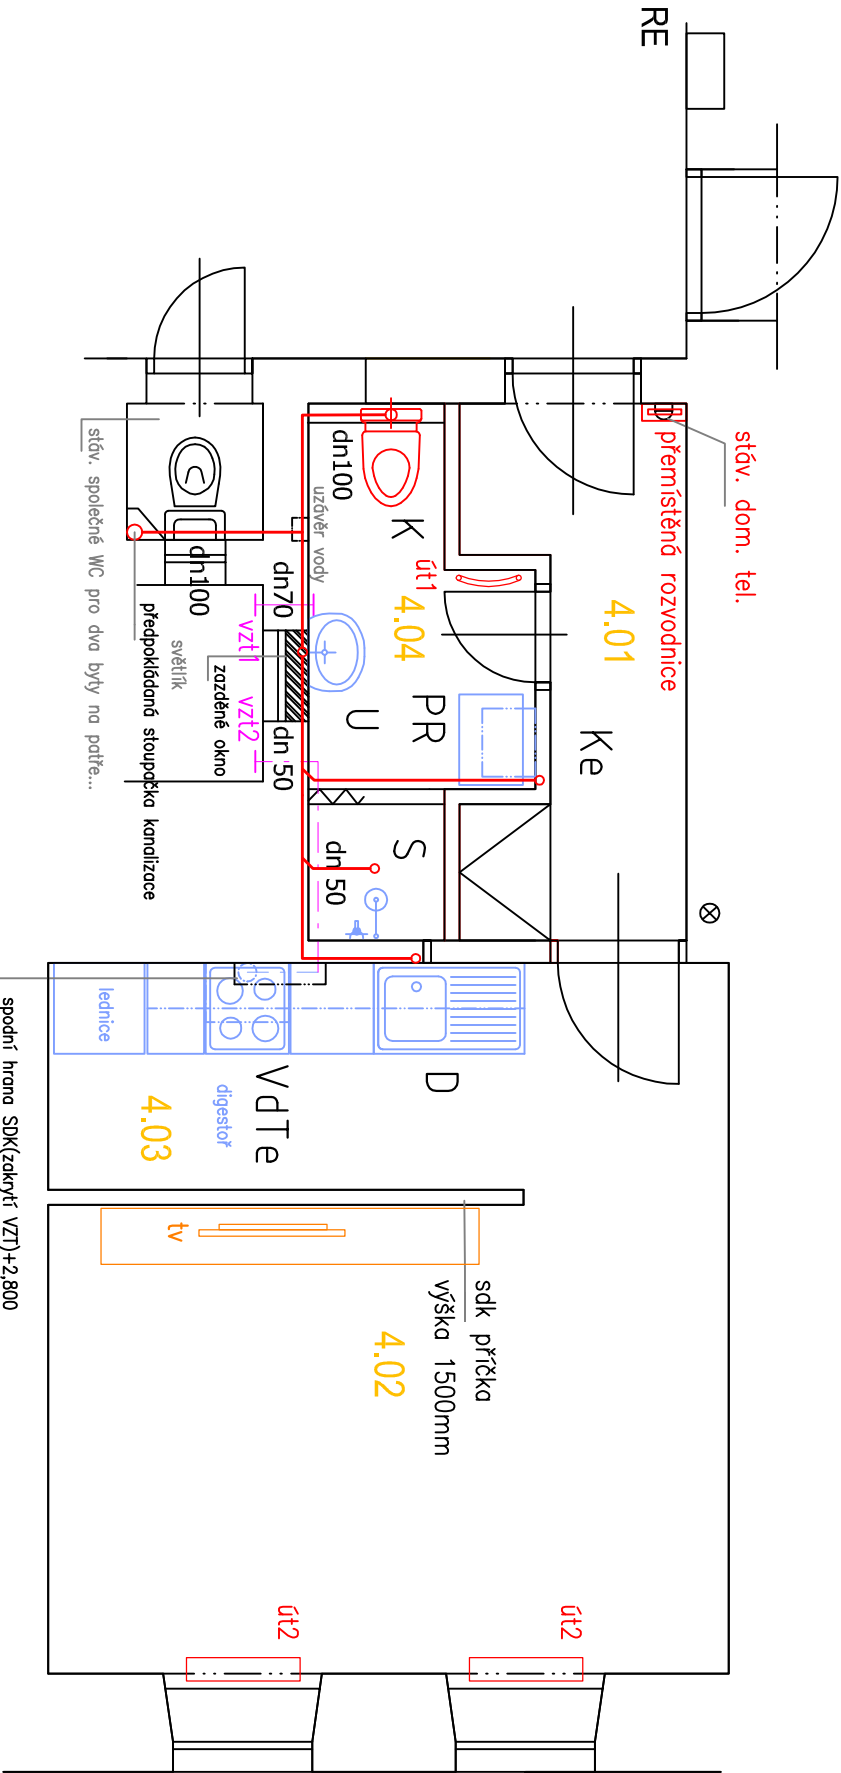 RE
stáv. dom. tel.
přemístěná rozvodnice
4.01
Ke
dn100
K
út1
4.04
uzávěr vody
PR
U
dn70
vzt1
vzt2
dn 50
S
dn 50
dn100
světlík
zazděné okno
předpokládaná stoupačka kanalizace
stáv. společné WC pro dva byty na patře...
lednice
D
VdTe
digestoř
4.03
spodní hrana SDK(zakrytí VZT)+2,800
tv
sdk příčka
výška 1500mm
4.02
út2
út2